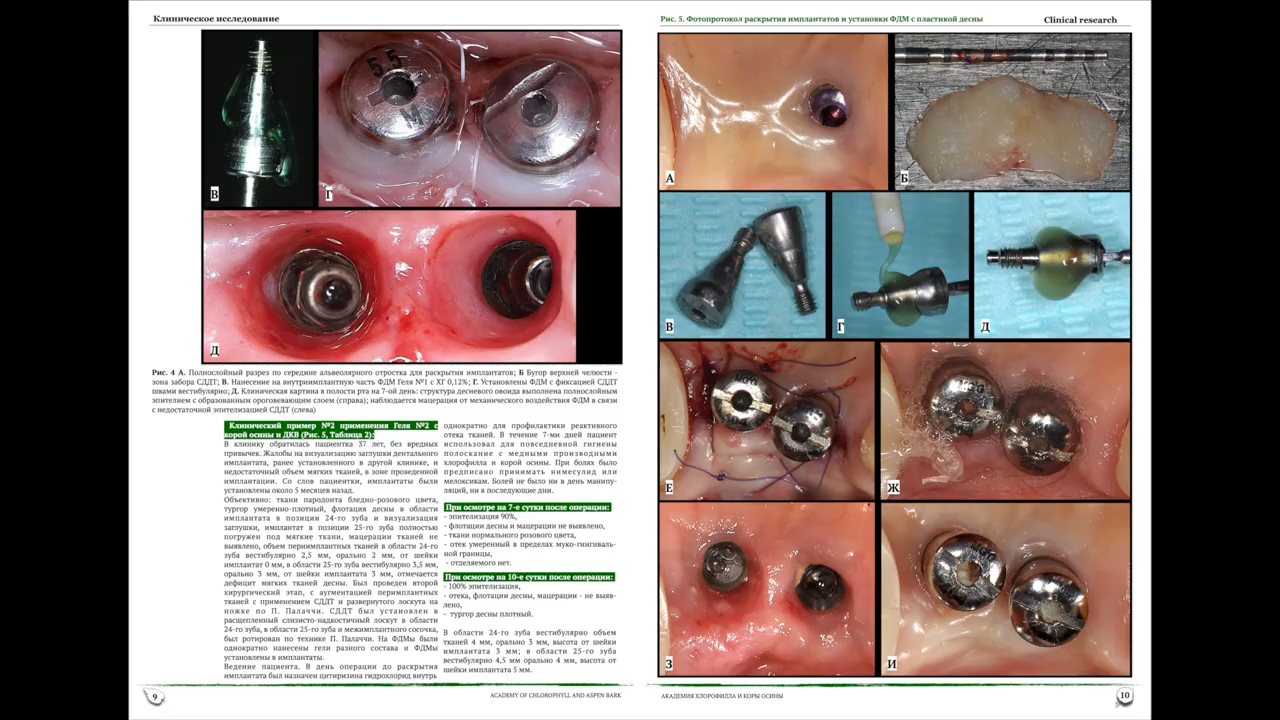 Клиническое исследование
55
В
Г
Д
Рис. 4 А. Полнослойный разрез по середине альвеолярного отростка для раскрытия имплантатов; Б Бугор верхней челюсти -
зона забора СДДТ; В. Нанесение на внутриимплантную часть ФДМ Геля №1 с ХГ 0,12%; Г. Установлены ФДМ с фиксацией СДДТ
швами вестибулярно; Д. Клиническая картина в полости рта на 7-ой день: структура десневого овоида выполнена полнослойным
эпителием с образованным ороговевающим слоем (справа); наблюдается мацерация от механического воздействия ФДМ в связи
с недостаточной эпителизацией СДДТ (слева)
Клинический пример №2 применения Геля №2 с
корой осины и ДКВ (Рис. 5, Таблица 2):
В клинику обратилась пациентка 37 лет, без вредных
привычек. Жалобы на визуализацию заглушки дентального
имплантата, ранее установленного в другой клинике, и
недостаточный объем мягких тканей, в зоне проведенной
имплантации. Со слов пациентки, имплантаты были
установлены около 5 месяцев назад.
Объективно: ткани пародонта бледно-розового цвета,
тургор умеренно-плотный, флотация десны в области
имплантата в позиции 24-го зуба и визуализация
заглушки, имплантат в позиции 25-го зуба полностью
погружен под мягкие ткани, мацерации тканей не
выявлено, объем периимплантных тканей в области 24-го
зуба вестибулярно 2,5 мм, орально 2 мм, от шейки
имплантат 0 мм, в области 25-го зуба вестибулярно 3,5 мм,
орально 3 мм, от шейки имплантата 3 мм, отмечается
дефицит мягких тканей десны. Был проведен второй
хирургический этап, с аугментацией перимплантных
тканей с применением СДДТ и развернутого лоскута на
ножке по П. Палаччи. СДДТ был установлен в
расщепленный слизисто-надкостничный лоскут в области
24-го зуба, в области 25-го зуба и межимплантного сосочка,
был ротирован по технике П. Палаччи. На ФДМы были
однократно нанесены гели разного состава и ФДМы
установлены в имплантаты.
Ведение пациента. В день операции до раскрытия
имплантата был назначен цитиризина гидрохлорид внутрь
однократно для профилактики реактивного
отека тканей. В течение 7-ми дней пациент
использовал для повседневной гигиены
полоскание с медными производными
хлорофилла и корой осины. При болях было
предписано принимать нимесулид или
мелоксикам. Болей не было ни в день манипу-
ляций, ни в последующие дни.
При осмотре на 7-е сутки после операции:
- эпителизация 90%,
- флотации десны и мацерации не выявлено,
- ткани нормального розового цвета,
- отек умеренный в пределах муко-гингиваль-
ной границы,
- отделяемого нет.
При осмотре на 10-е сутки после операции:
- 100% эпителизация,
- отека, флотации десны, мацерации - не выяв-
лено,
- тургор десны плотный.
В области 24-го зуба вестибулярно объем
тканей 4 мм, орально 3 мм, высота от шейки
имплантата 3 мм; в области 25-го зуба
вестибулярно 4,5 мм орально 4 мм, высота от
шейки имплантата 5 мм.
9
ACADEMY OF CHLOROPHYLL AND ASPEN BARK
Рис. 5. Фотопротокол раскрытия имплантатов и установки ФДМ с пластикой десны
Clinical research
А
Б
В
Г
Д
Е
Ж
З
И
АКАДЕМИЯ ХЛОРОФИЛЛА И КОРЫ ОСИНЫ
10